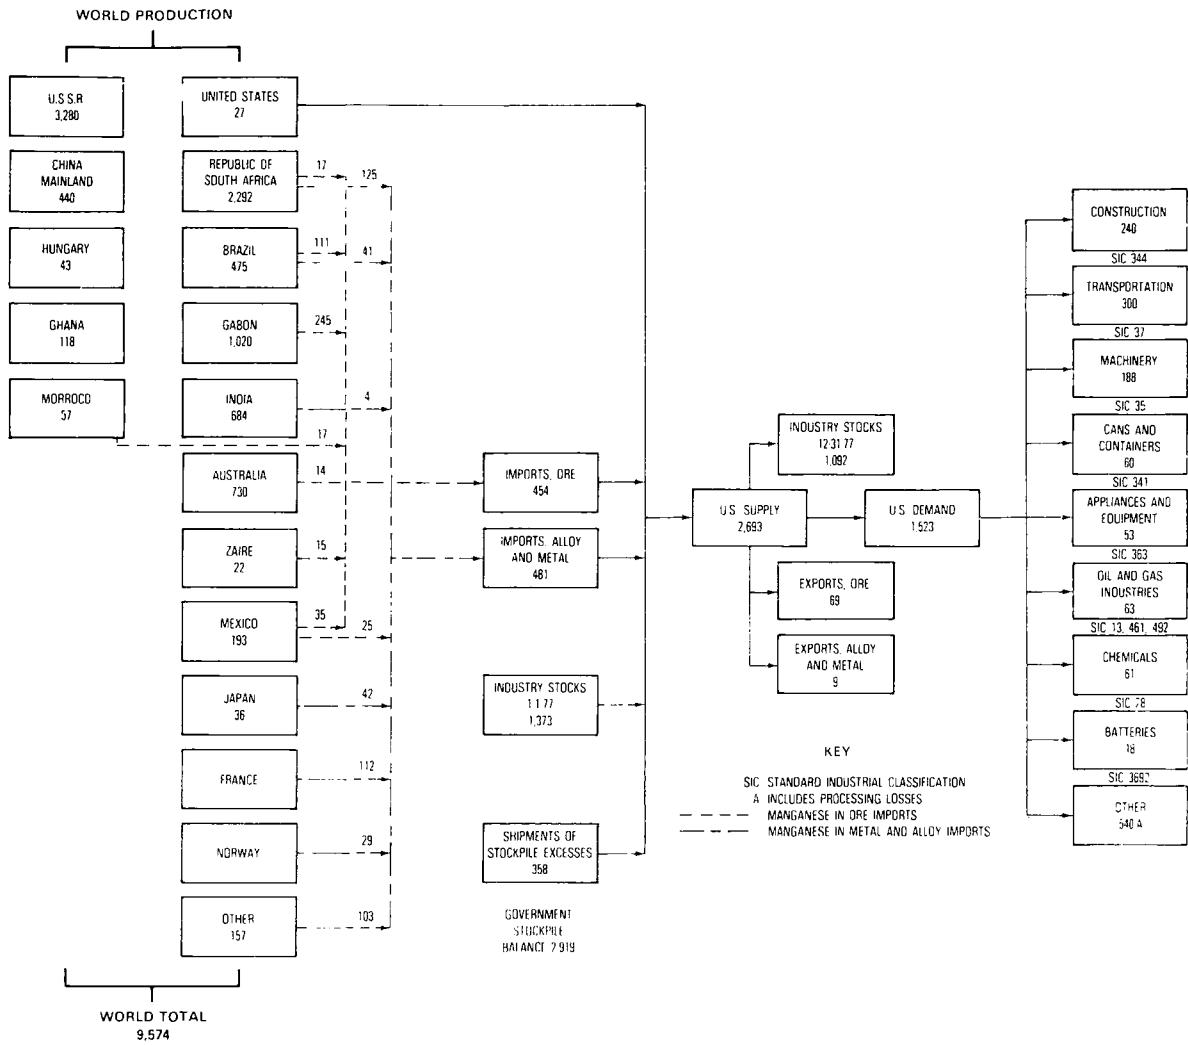 WORLD PRODUCTION
U.S.S.R
3,280
CHINA
MAINLAND
440
HUNGARY
43
GHANA
118
MORROCO
57
UNITED STATES
27
REPUBLIC OF
SOUTH AFRICA
2,292
BRAZIL
475
GABON
1,020
INDIA
684
AUSTRALIA
730
ZAIRE
22
MEXICO
193
JAPAN
36
FRANCE
NORWAY
OTHER
157
WORLD TOTAL
9,574
17
125
111
41
245
4
17
14
15
35
25
42
112
29
103
IMPORTS, ORE
454
IMPORTS, ALLOY
AND METAL
481
INDUSTRY STOCKS
1 1 77
1,373
SHIPMENTS OF
STOCKPILE EXCESSES
358
GOVERNMENT
STOCKPILE
BALANCE 2 919
INDUSTRY STOCKS
12-31 77
1,092
U.S. SUPPLY
2,693
U.S. DEMAND
1,523
EXPORTS, ORE
69
EXPORTS, ALLOY
AND METAL
9
KEY
SIC STANDARD INDUSTRIAL CLASSIFICATION
A INCLUDES PROCESSING LOSSES
MANGANESE IN ORE IMPORTS
MANGANESE IN METAL AND ALLOY IMPORTS
CONSTRUCTION
240
SIC 344
TRANSPORTATION
300
SIC 37
MACHINERY
188
SIC 35
CANS AND
CONTAINERS
60
SIC 341
APPLIANCES AND
EQUIPMENT
53
SIC 363
OIL AND GAS
INDUSTRIES
63
SIC 13, 461, 492
CHEMICALS
61
SIC 28
BATTERIES
18
SIC 3692
OTHER
540 A